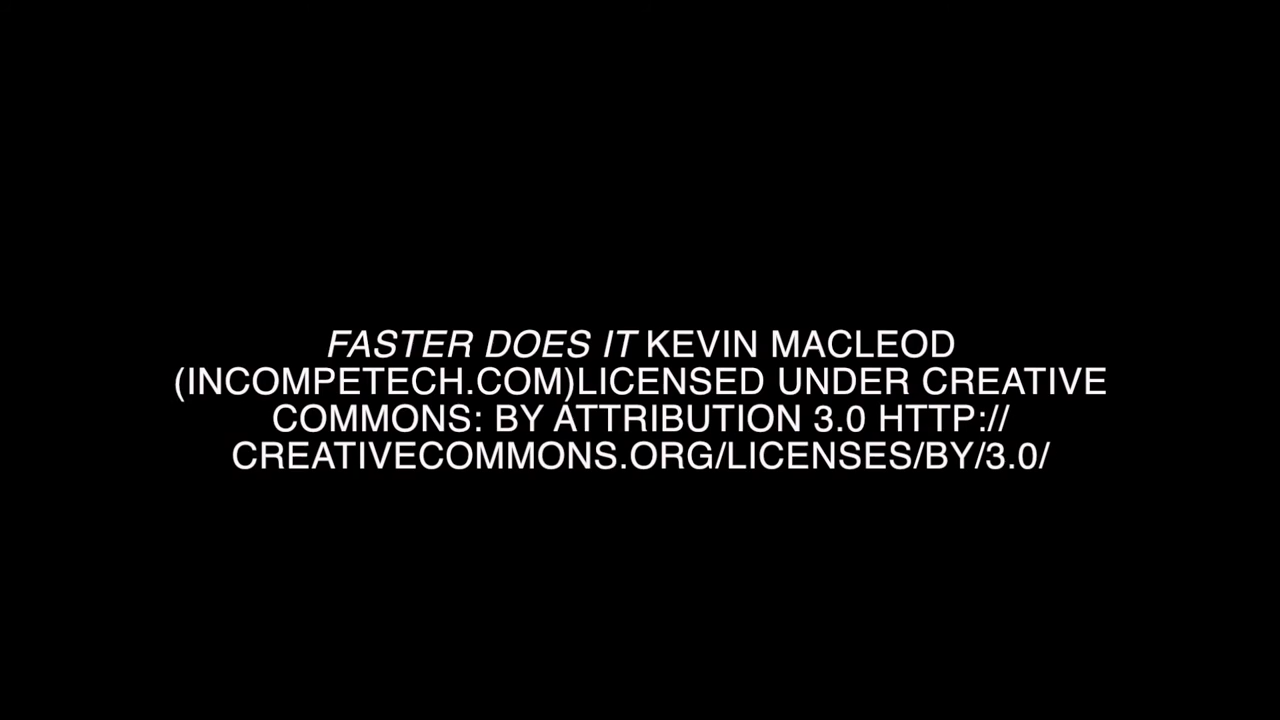 FASTER DOES IT KEVIN MACLEOD
(INCOMPETECH.COM)LICENSED UNDER CREATIVE
COMMONS: BY ATTRIBUTION 3.0 HTTP://
CREATIVECOMMONS.ORG/LICENSES/BY/3.0/